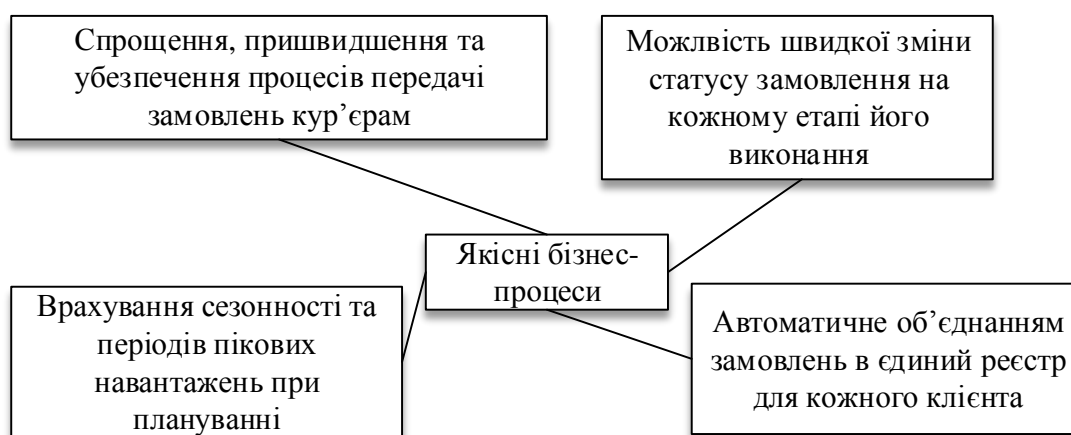 Спрощення, пришвидшення та
убезпечення процесів передачі
замовлень кур’єрам
Можлвість швидкої зміни
статусу замовлення на
кожному етапі його
виконання
Якісні бізнес-
процеси
Врахування сезонності та
періодів пікових
навантажень при
плануванні
Автоматичне об’єднанням
замовлень в єдиний реєстр
для кожного клієнта